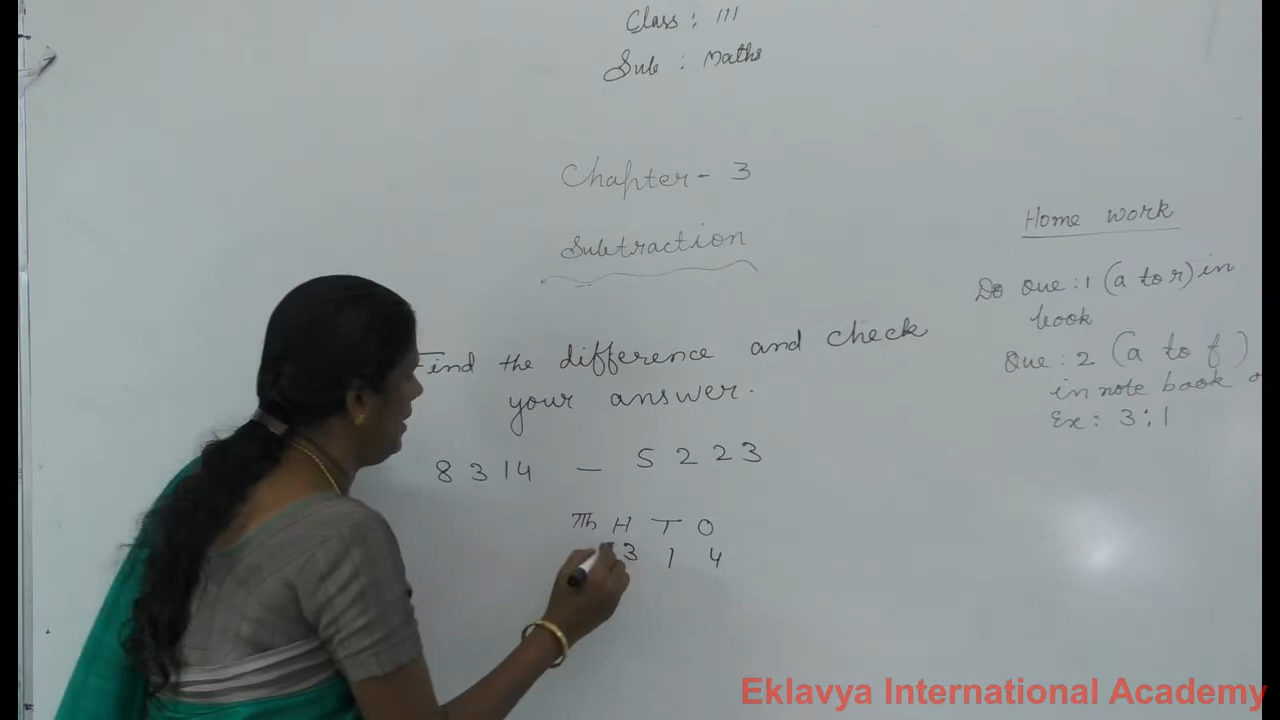 Class : III
Sub : Maths
Chapter - 3
Subtraction
Find the difference and check
your answer.
8 3 1 4 — 5 2 2 3
Th H T O
3 1 4
Home work
Do Que : 1 (a to r) in
book
Que : 2 (a to f)
in note book
Ex : 3:1
Eklavya International Academy